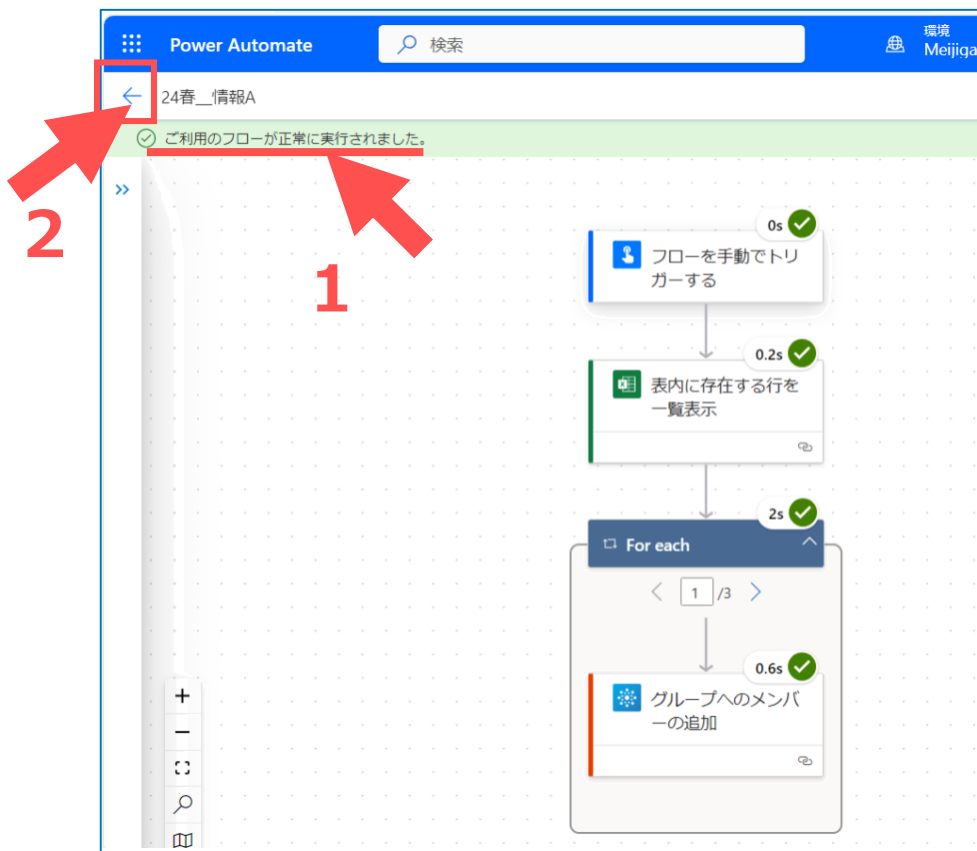 Power Automate
検索
環境
Meijiga
24春__情報A
ご利用のフローが正常に実行されました。
2
1
0s
フローを手動でトリ
ガーする
0.2s
表内に存在する行を
一覧表示
2s
For each
1 /3
0.6s
グループへのメンバ
ーの追加